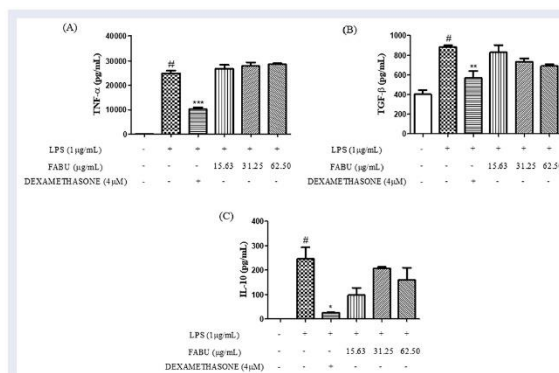 (A)
TNF-α (pg/mL)
40000
30000
20000
10000
0
#
***
LPS (1µg/mL) - + + + + +
FABU (µg/mL) - - - 15.63 31.25 62.50
DEXAMETHASONE (4µM) - - + - - -
(B)
TGF-β (pg/mL)
1000
800
600
400
200
0
#
**
LPS (1µg/mL) - + + + + +
FABU (µg/mL) - - - 15.63 31.25 62.50
DEXAMETHASONE (4µM) - - + - - -
(C)
IL-10 (pg/mL)
400
300
200
100
0
#
*
LPS (1µg/mL) - + + + + +
FABU (µg/mL) - - - 15.63 31.25 62.50
DEXAMETHASONE (4µM) - - + - - -